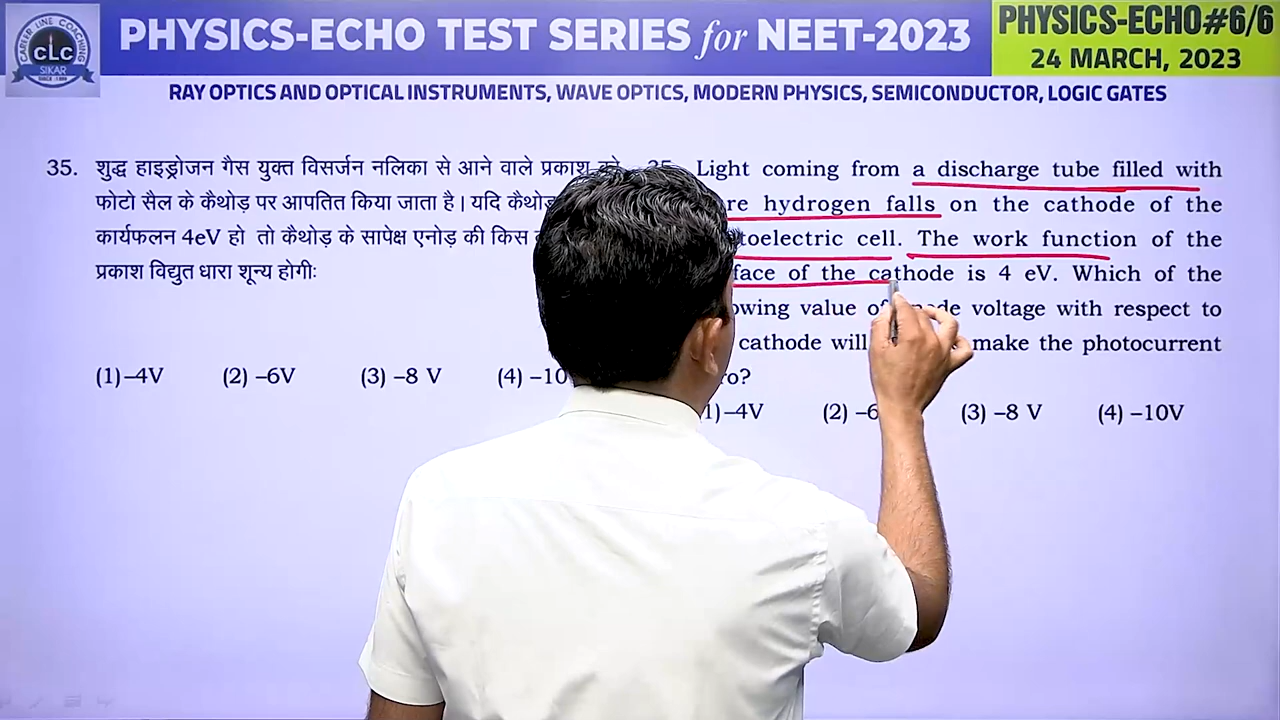 CAREER LINE COACHING
CLC
SIKAR
PHYSICS-ECHO TEST SERIES for NEET-2023
PHYSICS-ECHO#6/6
24 MARCH, 2023
RAY OPTICS AND OPTICAL INSTRUMENTS, WAVE OPTICS, MODERN PHYSICS, SEMICONDUCTOR, LOGIC GATES
35. शुद्ध हाइड्रोजन गैस युक्त विसर्जन नलिका से आने वाले प्रकाश को
फोटो सैल के कैथोड़ पर आपतित किया जाता है। यदि कैथोड़
कार्यफलन 4eV हो तो कैथोड़ के सापेक्ष एनोड़ की किस
प्रकाश विद्युत धारा शून्य होगीः
(1)–4V (2) –6V (3) –8 V (4) –10
35. Light coming from a discharge tube filled with
hydrogen falls on the cathode of the
cell. The work function of the
of the cathode is 4 eV. Which of the
value of voltage with respect to
cathode will make the photocurrent
–4V (2) –6 (3) –8 V (4) –10V